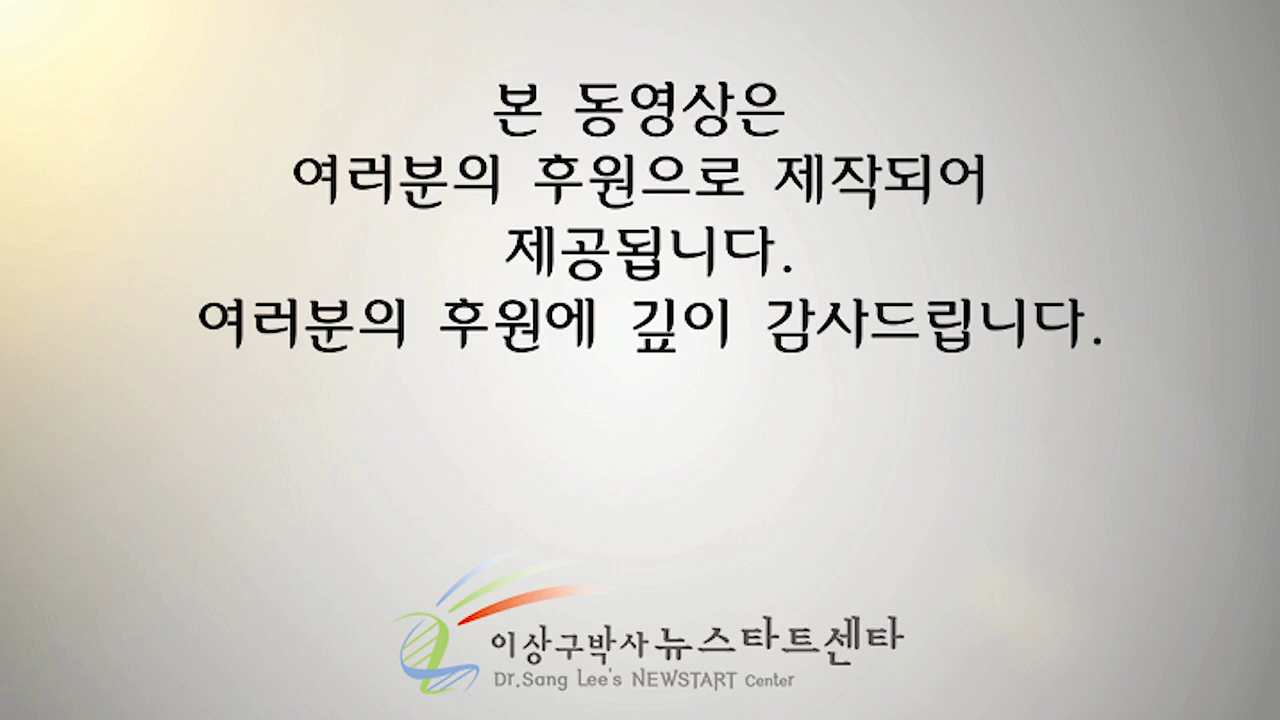 본 동영상은
여러분의 후원으로 제작되어
제공됩니다.
여러분의 후원에 깊이 감사드립니다.
이상구박사 뉴스타트센타
Dr.Sang Lee's NEWSTART Center